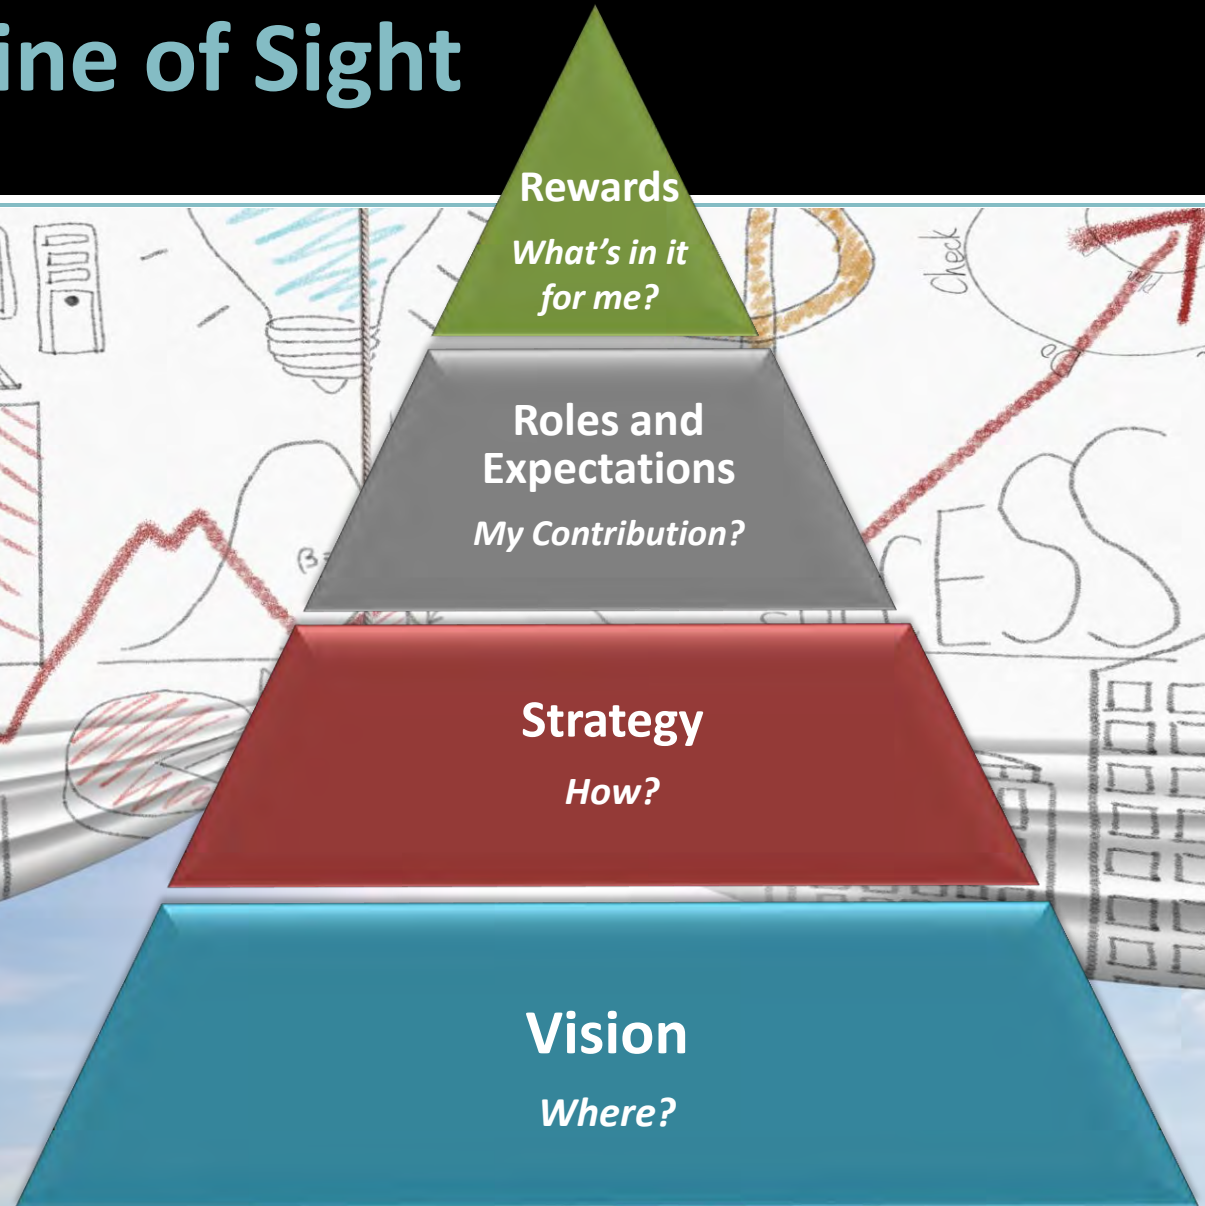 ine of Sight
Rewards
What's in it
for me?
Check
Roles and
Expectations
My Contribution?
ESS
Strategy
How?
Vision
Where?